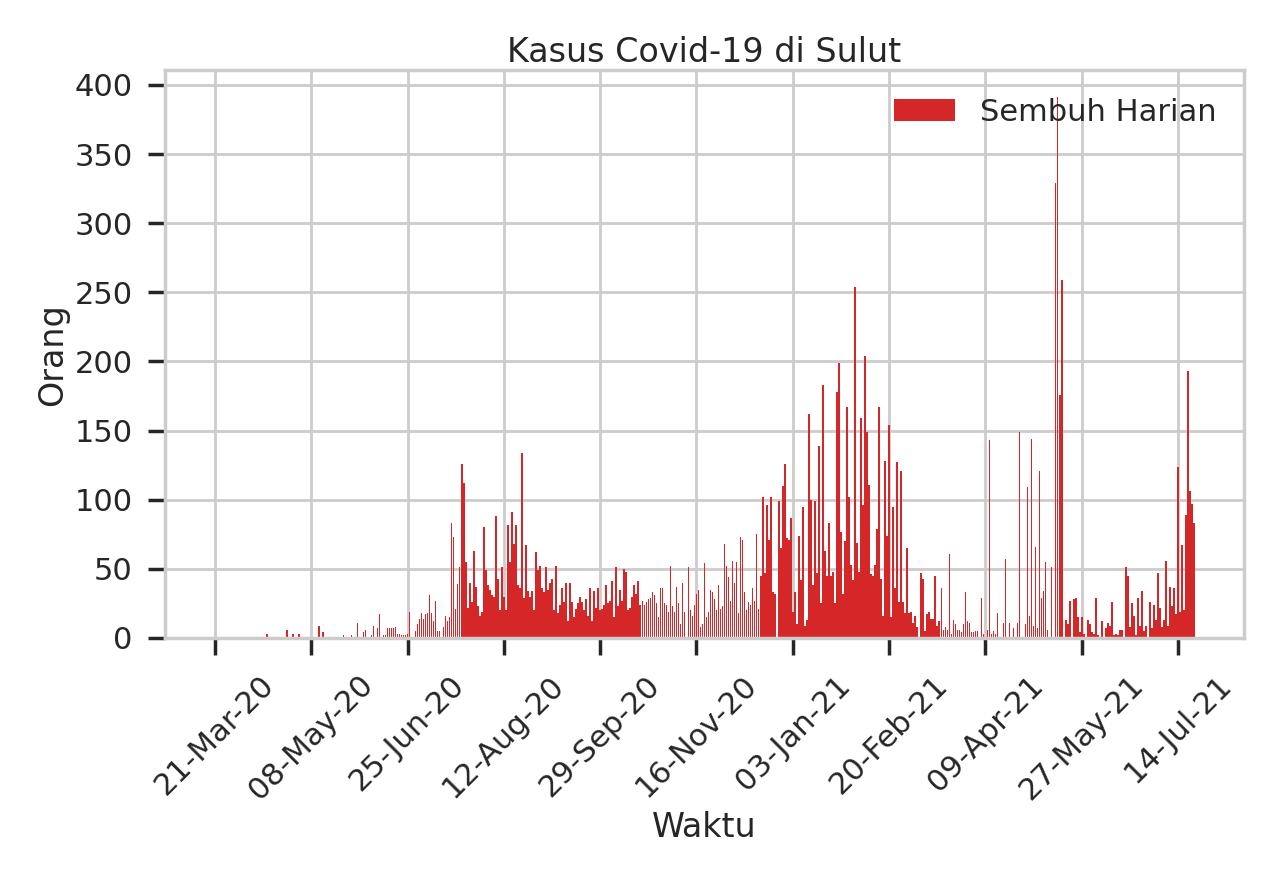 Kasus Covid-19 di Sulut
Sembuh Harian
Orang
400
350
300
250
200
150
100
50
0
21-Mar-20
08-May-20
25-Jun-20
12-Aug-20
29-Sep-20
16-Nov-20
03-Jan-21
20-Feb-21
09-Apr-21
27-May-21
14-Jul-21
Waktu